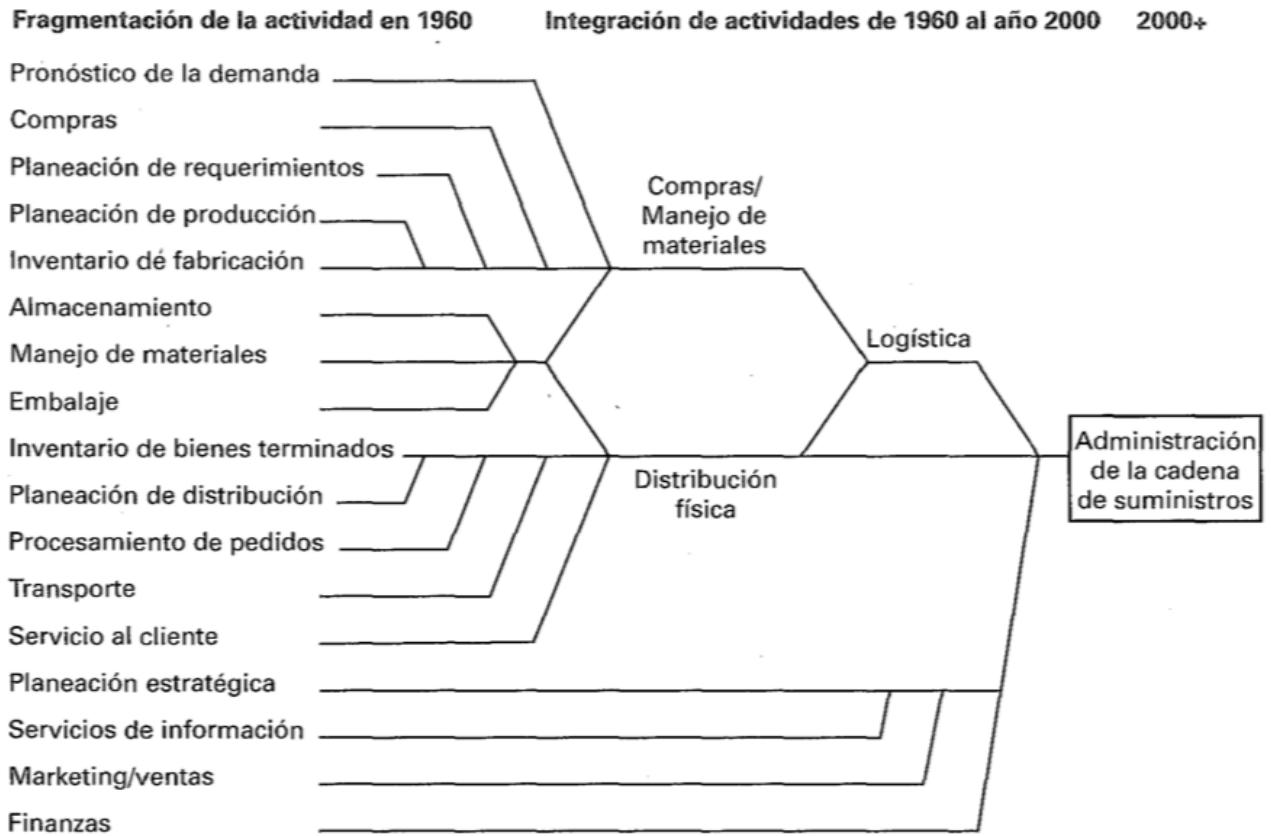 Fragmentación de la actividad en 1960
Integración de actividades de 1960 al año 2000
2000+
Pronóstico de la demanda
Compras
Planeación de requerimientos
Planeación de producción
Inventario de fabricación
Almacenamiento
Manejo de materiales
Embalaje
Inventario de bienes terminados
Planeación de distribución
Procesamiento de pedidos
Transporte
Servicio al cliente
Planeación estratégica
Servicios de información
Marketing/ventas
Finanzas
Compras/
Manejo de
materiales
Distribución
física
Logística
Administración
de la cadena
de suministros